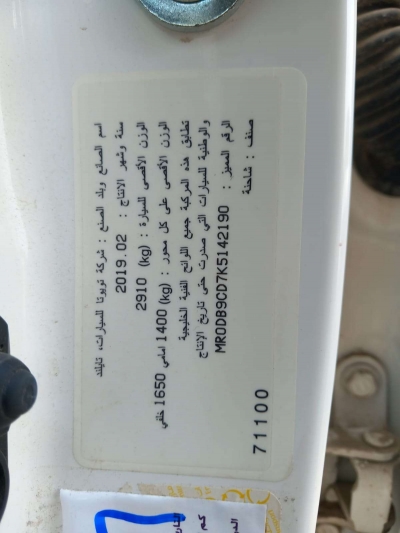 اسم الصانع وبلد الصنع : شركة تويوتا للسيارات، تايلند
سنة وشهر الانتاج : 2019.02
الوزن الأقصى للسيارة : (kg) 2910
الوزن الأقصى على كل محور : (kg) 1400 امامي 1650 خلفي
تطابق هذه المركبة جميع اللوائح الفنية الخليجية
والوطنية للسيارات التي صدرت حتى تاريخ الإنتاج
الرقم المميز : MR0DB9CD7K5142190
صنف : شاحنة
71100